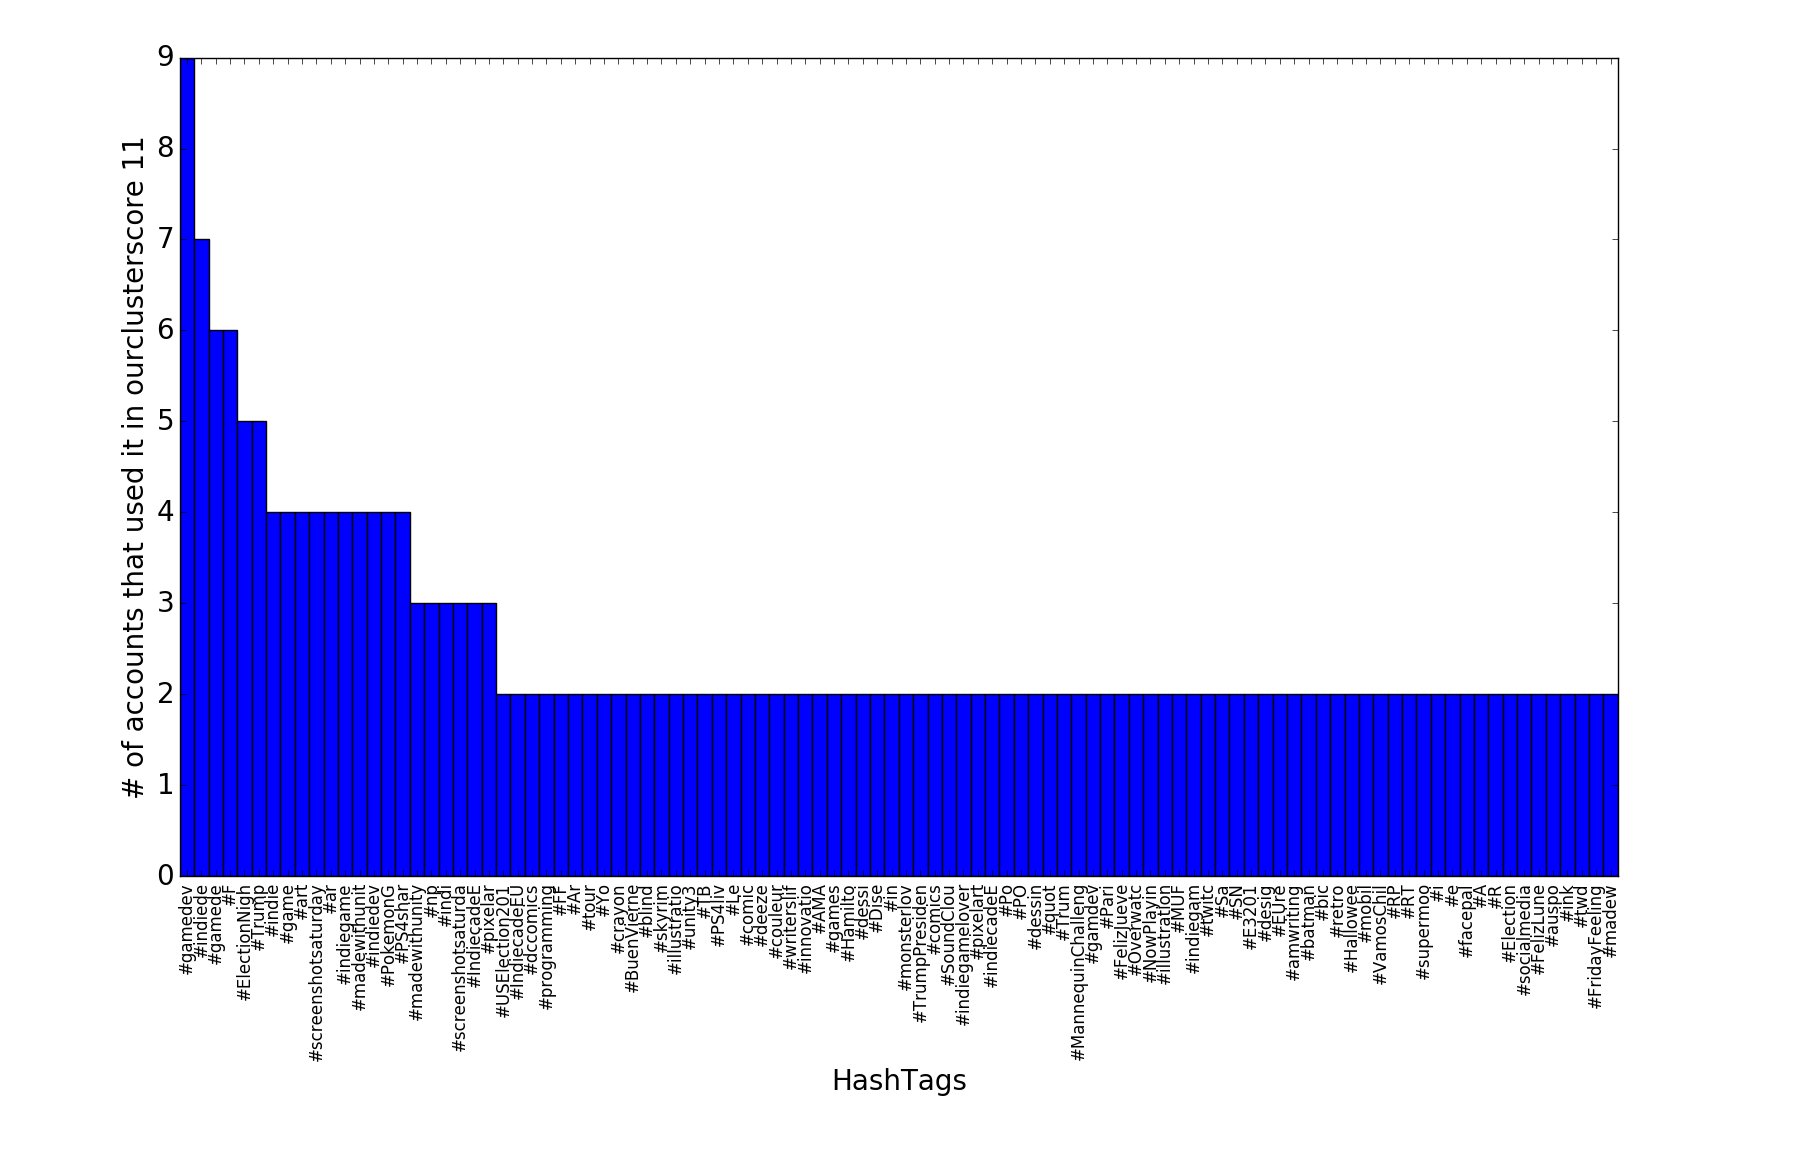 9
8
7
6
5
4
3
2
1
0
# of accounts that used it in ourclusterscore 11
#gamedev
#indiede
#gamede
#F
#ElectionNigh
#Trump
#indie
#game
#art
#screenshotsaturday
#ar
#indiegame
#madewithunit
#indiedev
#PokemonG
#PS4shar
#madewithunity
#np
#indi
#screenshotsaturda
#IndiecadeE
#pixelar
#USElection201
#IndiecadeEU
#dccomics
#programming
#FF
#Ar
#tour
#Yo
#crayon
#BuenVierne
#blind
#skyrim
#illustratio
#unity3
#TB
#PS4liv
#Le
#comic
#deeze
#couleur
#writerslif
#innovatio
#AMA
#games
#Hamilto
#dessi
#Dise
#in
#monsterlov
#TrumpPresiden
#comics
#SoundClou
#indiegamelover
#pixelart
#indiecadeE
#Po
#PO
#dessin
#quot
#Trum
#MannequinChalleng
#gamdev
#Pari
#FelizJueve
#Overwatc
#NowPlayin
#illustration
#MUF
#indiegam
#twitc
#Sa
#SN
#E3201
#desig
#EUre
#amwriting
#batman
#bic
#retro
#Hallowee
#mobil
#VamosChil
#RP
#RT
#supermoo
#i
#e
#facepal
#A
#R
#Election
#socialmedia
#FelizLune
#auspo
#ink
#twd
#FridayFeeling
#madew
HashTags